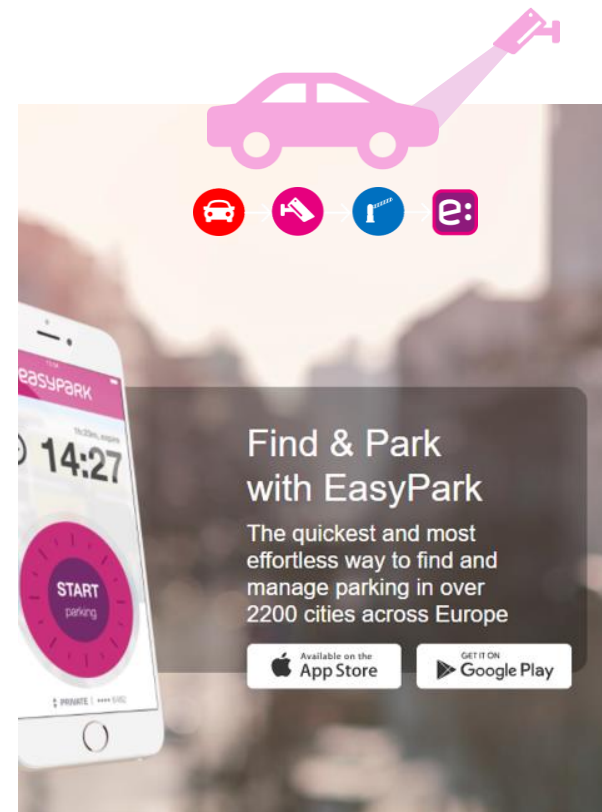 e:
easypark
14:27
START
parking
PRIVATE
Find & Park
with EasyPark
The quickest and most
effortless way to find and
manage parking in over
2200 cities across Europe
Available on the
App Store
GET IT ON
Google Play